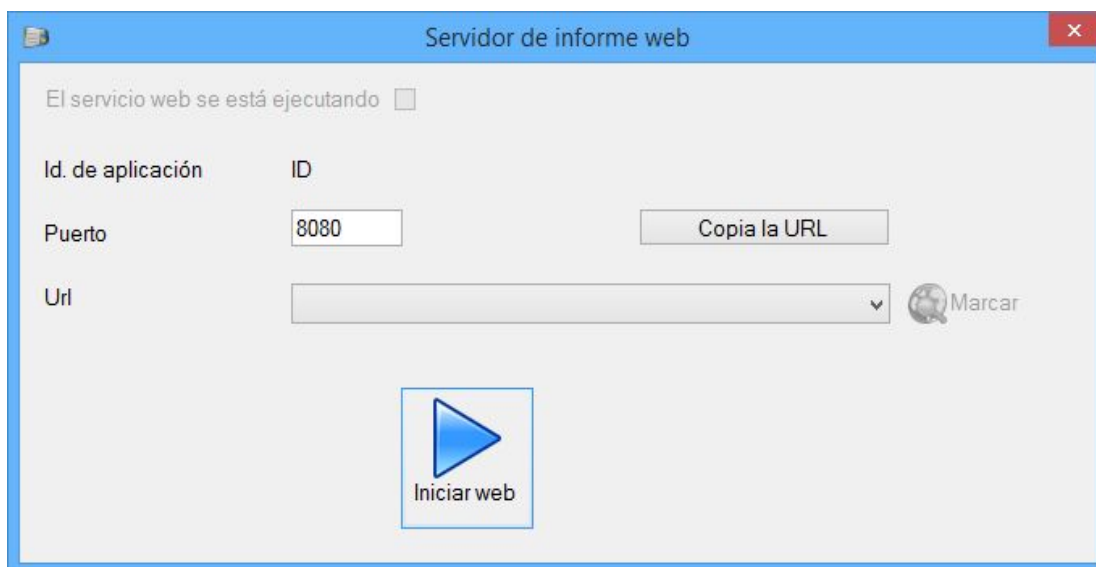 Servidor de informe web
El servicio web se está ejecutando
Id. de aplicación ID
Puerto 8080 Copia la URL
Url Marcar
Iniciar web